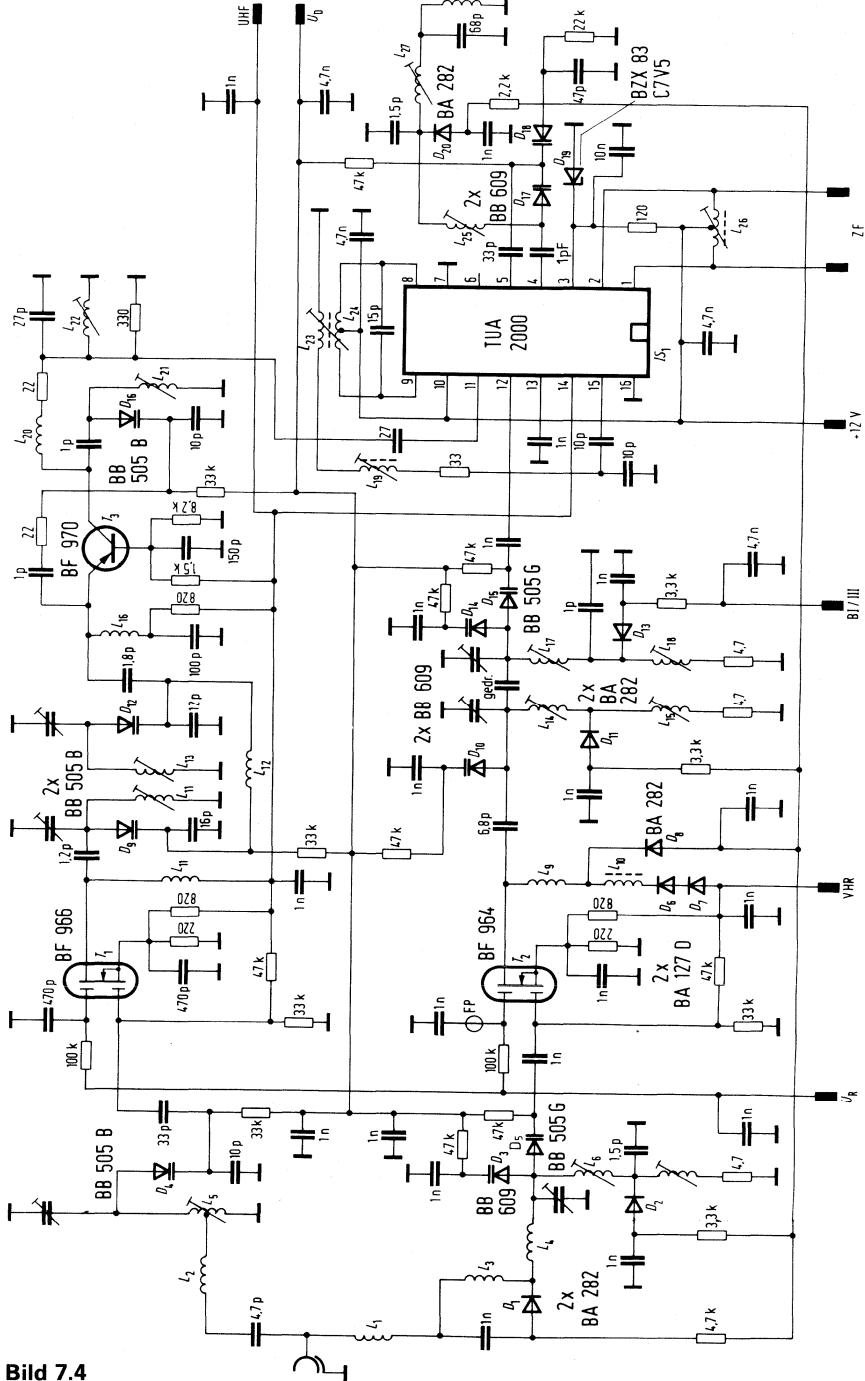 UHF
U_D
1n
4,7n
68p
L27
1,5p
BA 282
D20
1n
2,2k
22k
47p
BZX 83
C7V5
47k
2x
BB 609
D18
D17
D19
10n
L25
33p
1pF
120
L26
ZF
27p
L22
330
L23
4,7n
L24
15p
8
7
6
5
4
3
2
1
TUA
2000
IS1
9
10
11
12
13
14
15
16
4,7n
+12 V
22
L20
1p
BB
505 B
D16
L21
10p
27
L19
33
1n
10p
10p
22
1p
BF 970
T3
33k
8,2k
150p
1,5k
820
L16
100p
1,8p
1n
47k
47k
1n
D14
D15
BB 505 G
1p
1n
D13
3,3k
4,7n
BI/III
L17
L18
4,7
gedr.
2x BB 609
2x
BA
282
L14
L15
4,7
D11
1n
3,3k
D10
1n
2x
BB 505 B
D12
12p
L13
L11
L12
D9
16p
1,2p
33k
47k
6,8p
BA 282
D8
1n
L11
1n
BF 966
T1
820
220
470p
47k
33k
470p
100k
L9
L10
D6
D7
VHR
BF 964
T2
820
220
1n
2x
BA 127 D
1n
47k
33k
1n
FP
100k
1n
U_R
1n
33p
33k
1n
1n
BB 505 B
D4
10p
L5
47k
47k
D3
D5
BB 505 G
1n
BB
609
L6
1,5p
4,7
D2
3,3k
1n
L2
4,7p
L4
L3
D1
2x
BA 282
1n
L1
4,7k
Bild 7.4